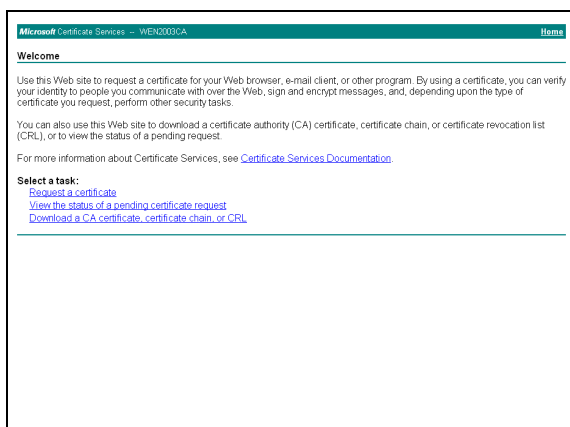 Microsoft Certificate Services -- WEN2003CA Home
Welcome
Use this Web site to request a certificate for your Web browser, e-mail client, or other program. By using a certificate, you can verify
your identity to people you communicate with over the Web, sign and encrypt messages, and, depending upon the type of
certificate you request, perform other security tasks.
You can also use this Web site to download a certificate authority (CA) certificate, certificate chain, or certificate revocation list
(CRL), or to view the status of a pending request.
For more information about Certificate Services, see Certificate Services Documentation.
Select a task:
Request a certificate
View the status of a pending certificate request
Download a CA certificate, certificate chain, or CRL